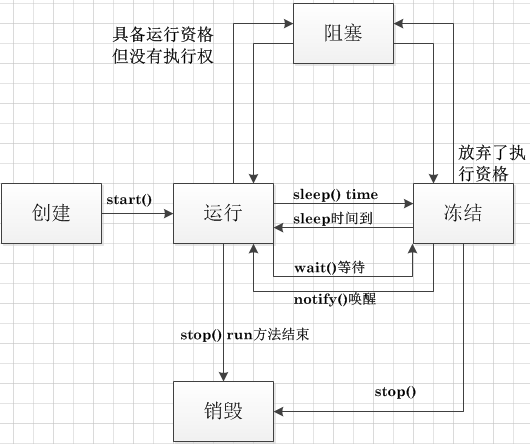 具备运行资格
但没有执行权
阻塞
放弃了执
行资格
创建
start()
运行
sleep() time
sleep时间到
冻结
wait()等待
notify()唤醒
stop() run方法结束
stop()
销毁